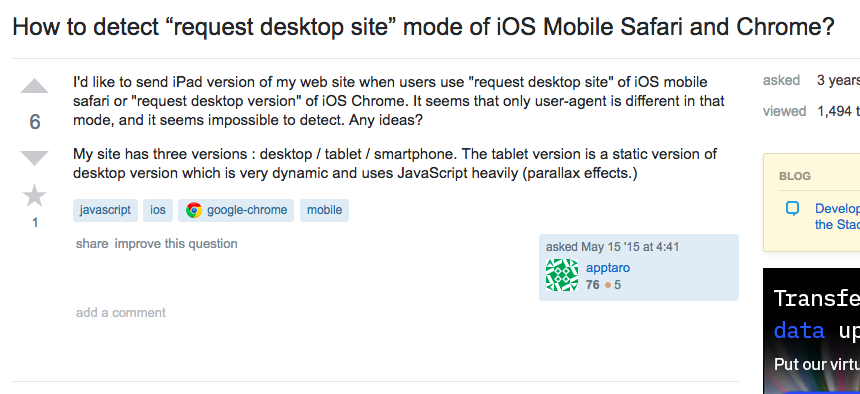 How to detect “request desktop site” mode of iOS Mobile Safari and Chrome?
I'd like to send iPad version of my web site when users use "request desktop site" of iOS mobile
safari or "request desktop version" of iOS Chrome. It seems that only user-agent is different in that
mode, and it seems impossible to detect. Any ideas?
6
My site has three versions : desktop / tablet / smartphone. The tablet version is a static version of
desktop version which is very dynamic and uses JavaScript heavily (parallax effects.)
1
javascript ios google-chrome mobile
share improve this question
asked May 15 '15 at 4:41
apptaro
76 5
add a comment
asked 3 years
viewed 1,494
BLOG
the
data
Put our